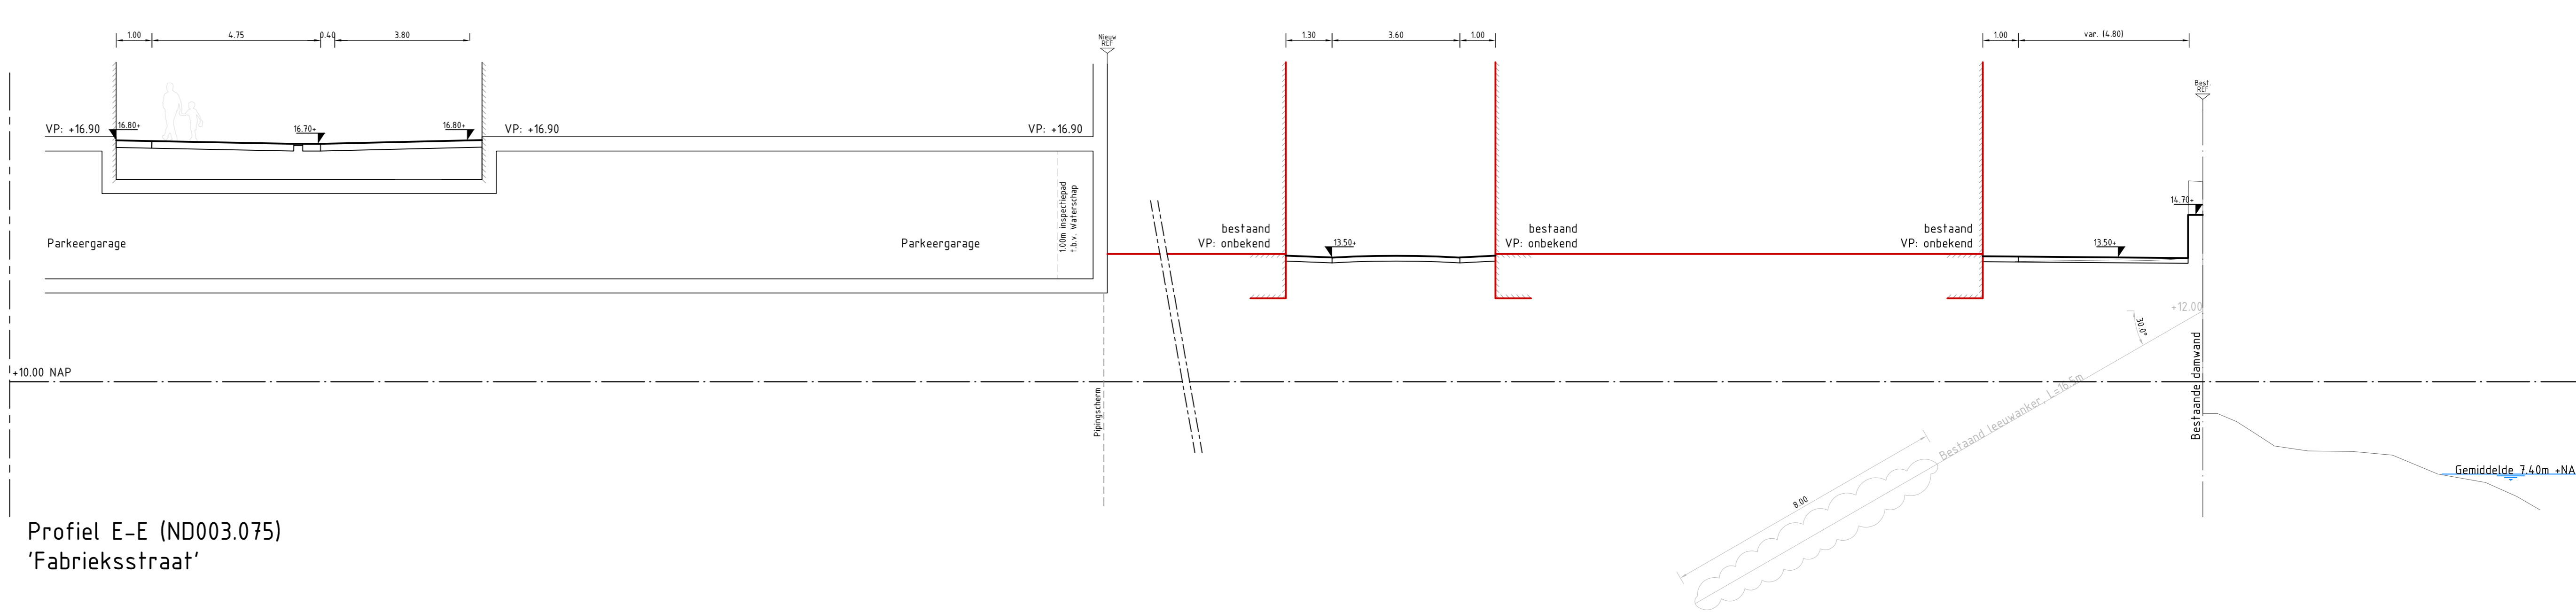 1.00
4.75
0.40
3.80
Nieuw
REF
1.30
3.60
1.00
1.00
var. (4.80)
Best.
REF
VP: +16.90
16.80+
16.70+
16.80+
VP: +16.90
VP: +16.90
1.00m inspectiepad
t.b.v. Waterschap
14.70+
bestaand
VP: onbekend
bestaand
VP: onbekend
bestaand
VP: onbekend
Parkeergarage
Parkeergarage
13.50+
13.50+
+12.00
30.0°
+10.00 NAP
Pipingscherm
Bestaande damwand
Bestaand leeuwanker, L=16.5m
8.00
Gemiddelde 7.40m +NA
Profiel E-E (ND003.075)
'Fabrieksstraat'